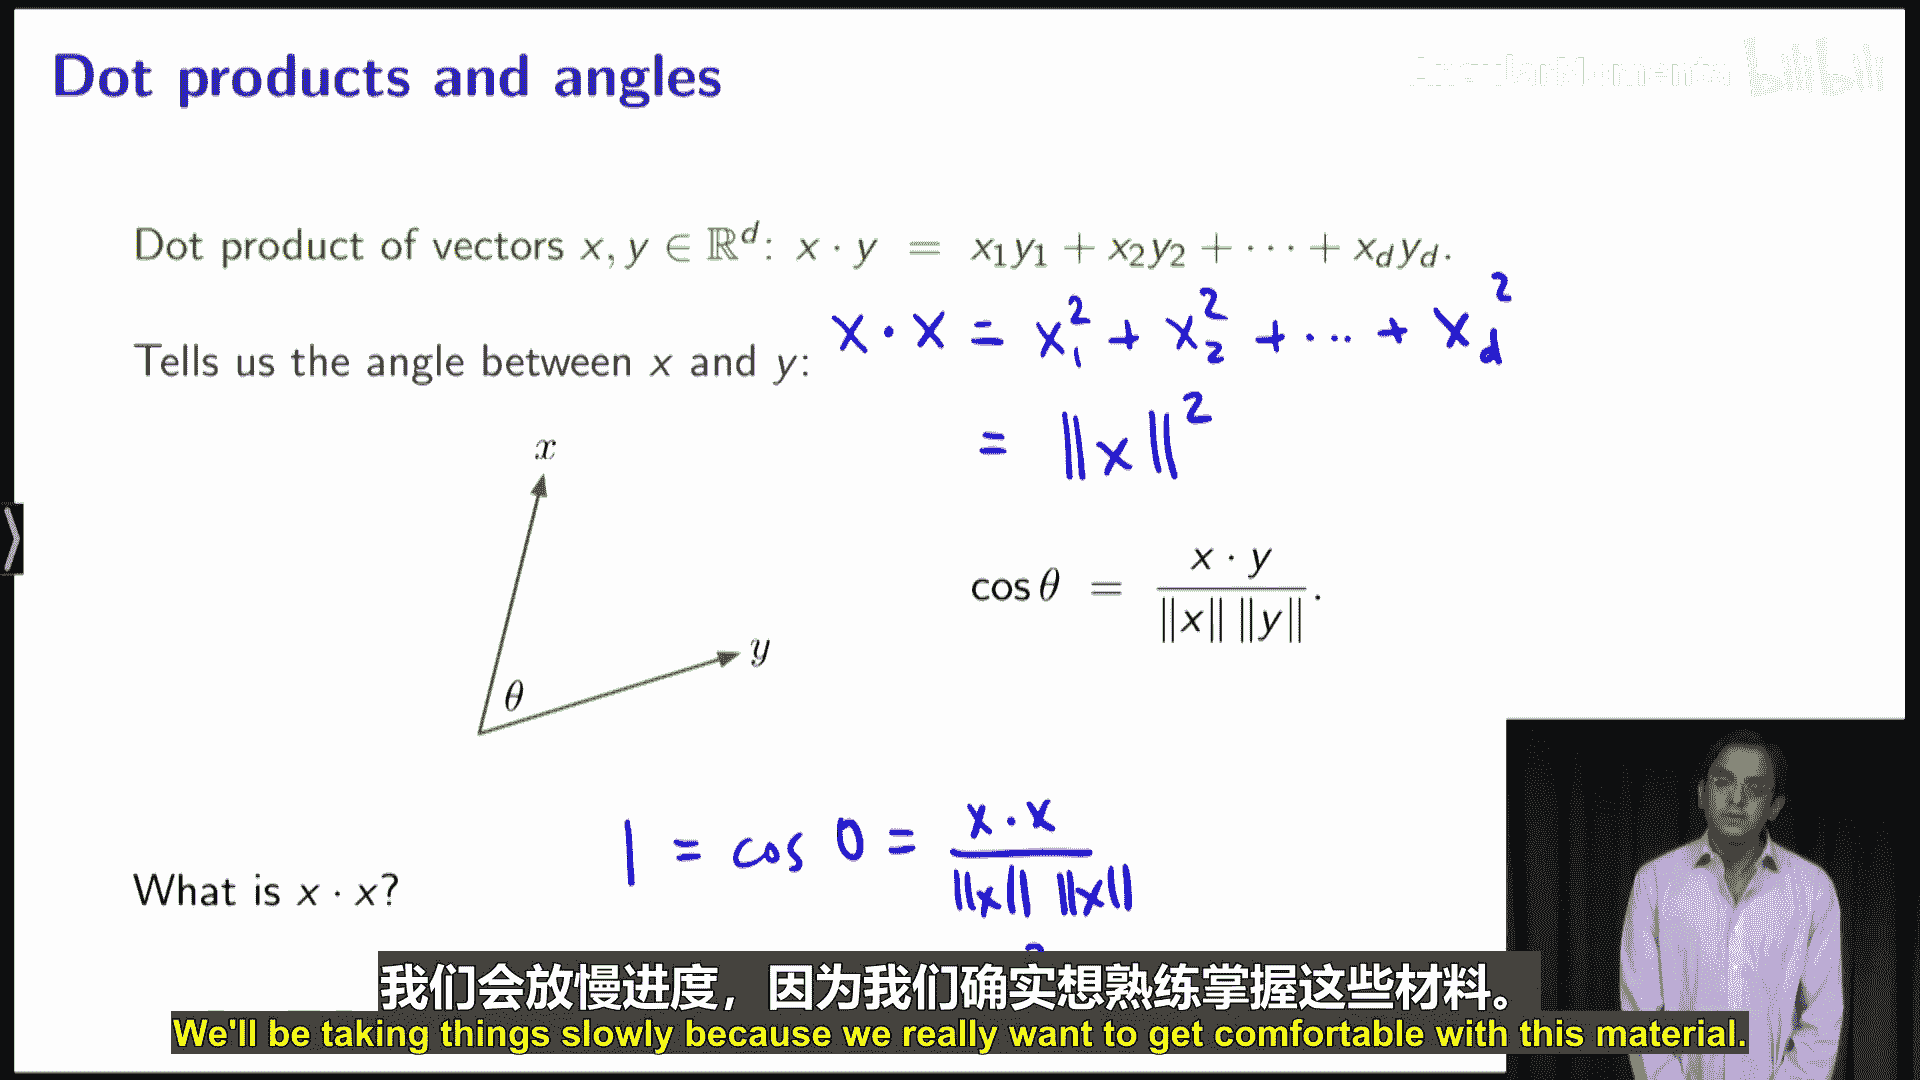 Dot products and angles
bilibili
Dot product of vectors x, y ∈ ℝᵈ: x · y = x₁y₁ + x₂y₂ + ··· + x_d y_d.
x · x = x₁² + x₂² + ··· + x_d²
Tells us the angle between x and y:
= ‖x‖²
x
cos θ = x · y / ‖x‖ ‖y‖.
y
θ
1 = cos 0 = x · x / ‖x‖ ‖x‖
What is x · x?
我们会放慢进度，因为我们确实想熟练掌握这些材料。
We'll be taking things slowly because we really want to get comfortable with this material.